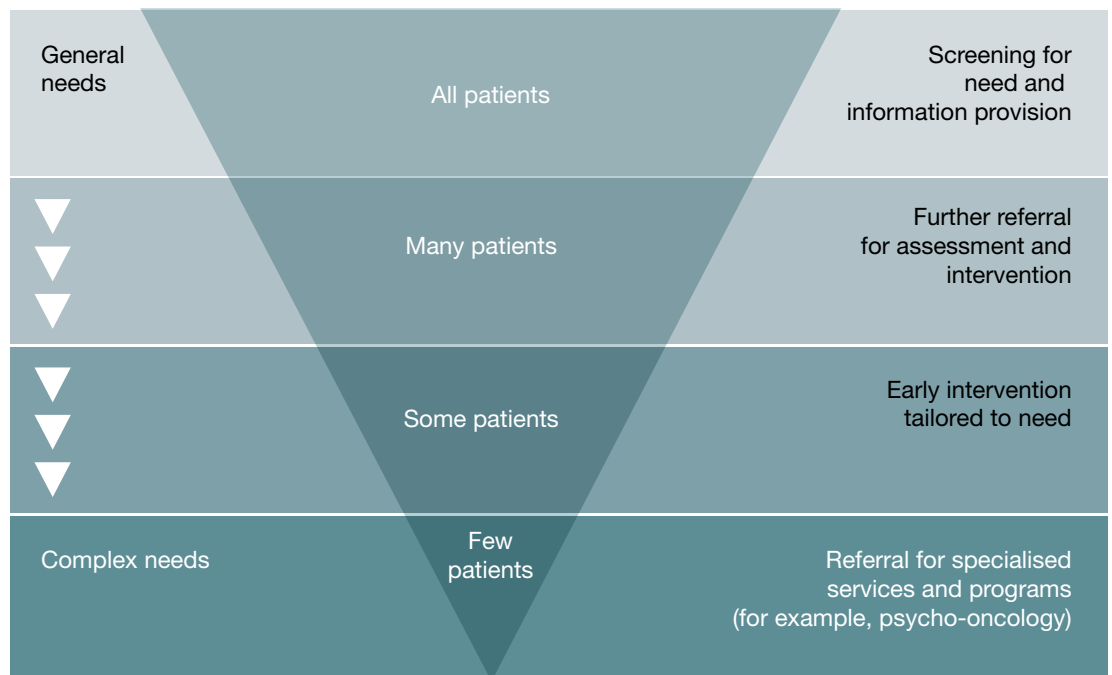 General
needs
All patients
Screening for
need and
information provision
Many patients
Further referral
for assessment and
intervention
Some patients
Early intervention
tailored to need
Complex needs
Few
patients
Referral for specialised
services and programs
(for example, psycho-oncology)